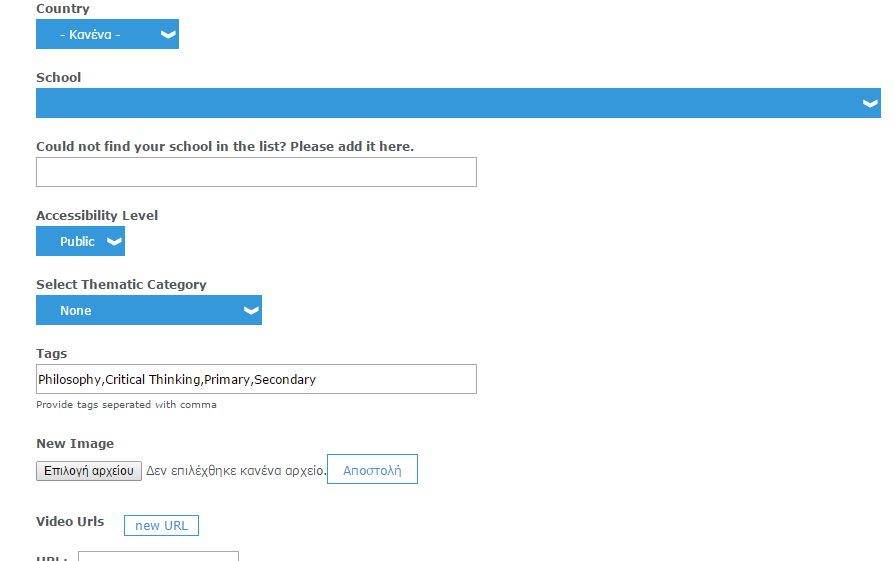 Country
- Κανένα -
School
Could not find your school in the list? Please add it here.
Accessibility Level
Public
Select Thematic Category
None
Tags
Philosophy,Critical Thinking,Primary,Secondary
Provide tags seperated with comma
New Image
Επιλογή αρχείου Δεν επιλέχθηκε κανένα αρχείο. Αποστολή
Video Urls new URL
URL: